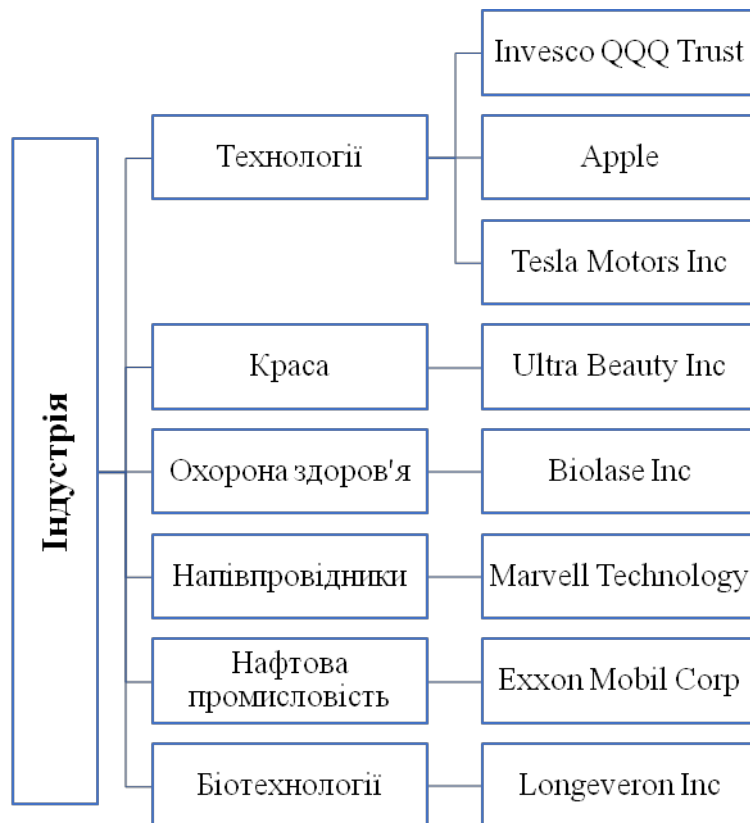 Індустрія
Технології
Invesco QQQ Trust
Apple
Tesla Motors Inc
Краса
Ultra Beauty Inc
Охорона здоров'я
Biolase Inc
Напівпровідники
Marvell Technology
Нафтова
промисловість
Exxon Mobil Corp
Біотехнології
Longeveron Inc